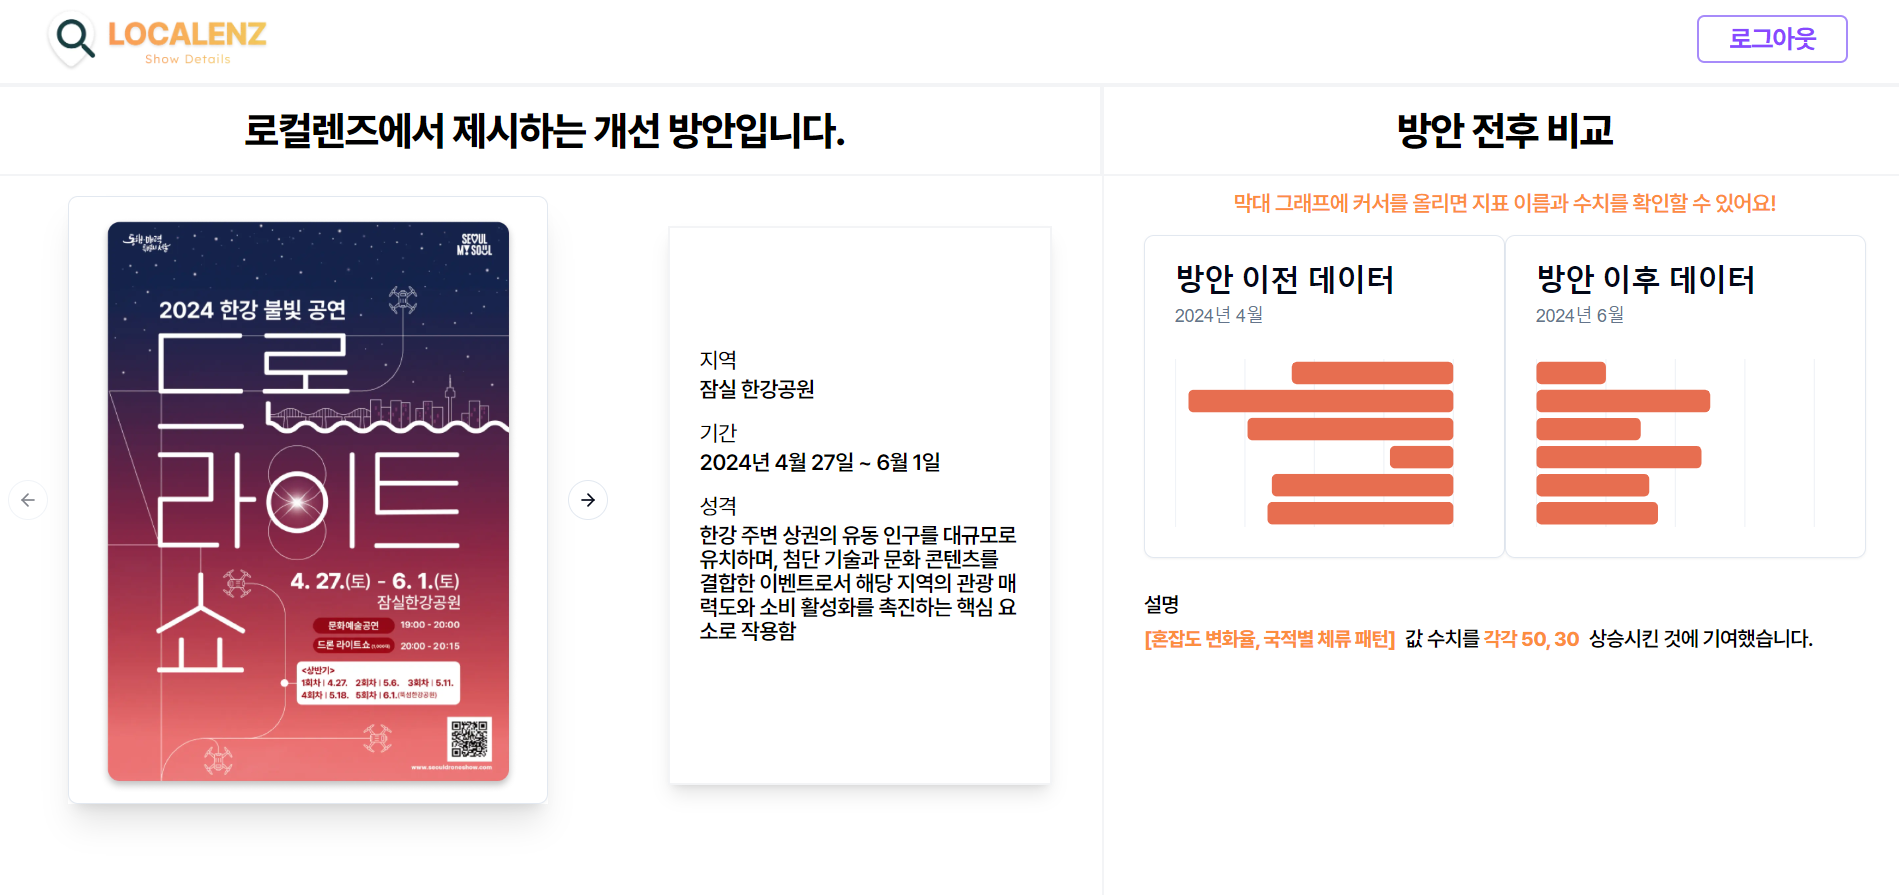 LOCALENZ
Show Details
로그아웃
로컬렌즈에서 제시하는 개선 방안입니다.
방안 전후 비교
SEOUL
MY SOUL
2024 한강 불빛 공연
드론
라이트
쇼
4. 27.(토) - 6. 1.(토)
잠실한강공원
문화예술공연 19:00 - 20:00
드론 라이트쇼 20:00 - 20:15
<상반기>
1회차 | 4.27. 2회차 | 5.6. 3회차 | 5.11.
4회차 | 5.18. 5회차 | 6.1.(뚝섬한강공원)
www.seouldroneshow.com
지역
잠실 한강공원
기간
2024년 4월 27일 ~ 6월 1일
성격
한강 주변 상권의 유동 인구를 대규모로
유치하며, 첨단 기술과 문화 콘텐츠를
결합한 이벤트로서 해당 지역의 관광 매
력도와 소비 활성화를 촉진하는 핵심 요
소로 작용함
막대 그래프에 커서를 올리면 지표 이름과 수치를 확인할 수 있어요!
방안 이전 데이터
2024년 4월
방안 이후 데이터
2024년 6월
설명
[혼잡도 변화율, 국적별 체류 패턴] 값 수치를 각각 50, 30 상승시킨 것에 기여했습니다.